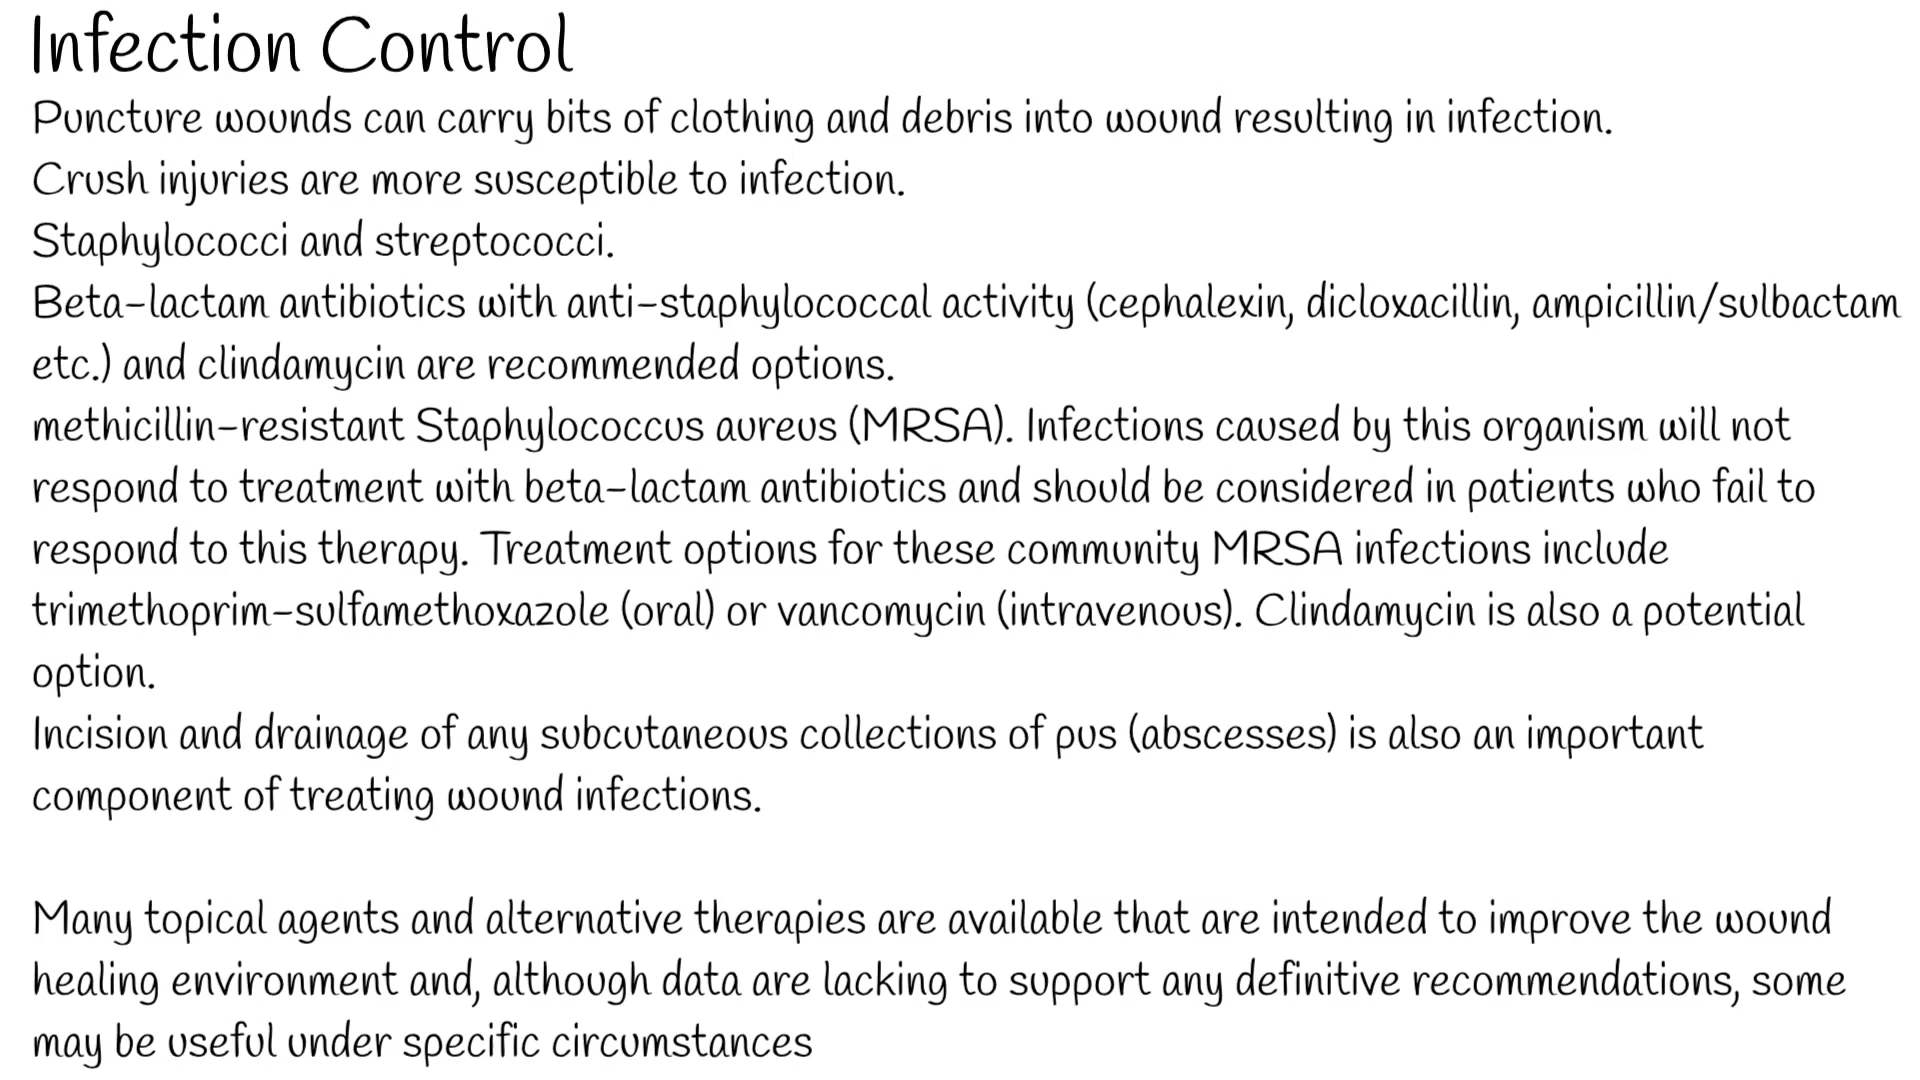 Infection Control
Puncture wounds can carry bits of clothing and debris into wound resulting in infection.
Crush injuries are more susceptible to infection.
Staphylococci and streptococci.
Beta-lactam antibiotics with anti-staphylococcal activity (cephalexin, dicloxacillin, ampicillin/sulbactam
etc.) and clindamycin are recommended options.
methicillin-resistant Staphylococcus aureus (MRSA). Infections caused by this organism will not
respond to treatment with beta-lactam antibiotics and should be considered in patients who fail to
respond to this therapy. Treatment options for these community MRSA infections include
trimethoprim-sulfamethoxazole (oral) or vancomycin (intravenous). Clindamycin is also a potential
option.
Incision and drainage of any subcutaneous collections of pus (abscesses) is also an important
component of treating wound infections.
Many topical agents and alternative therapies are available that are intended to improve the wound
healing environment and, although data are lacking to support any definitive recommendations, some
may be useful under specific circumstances